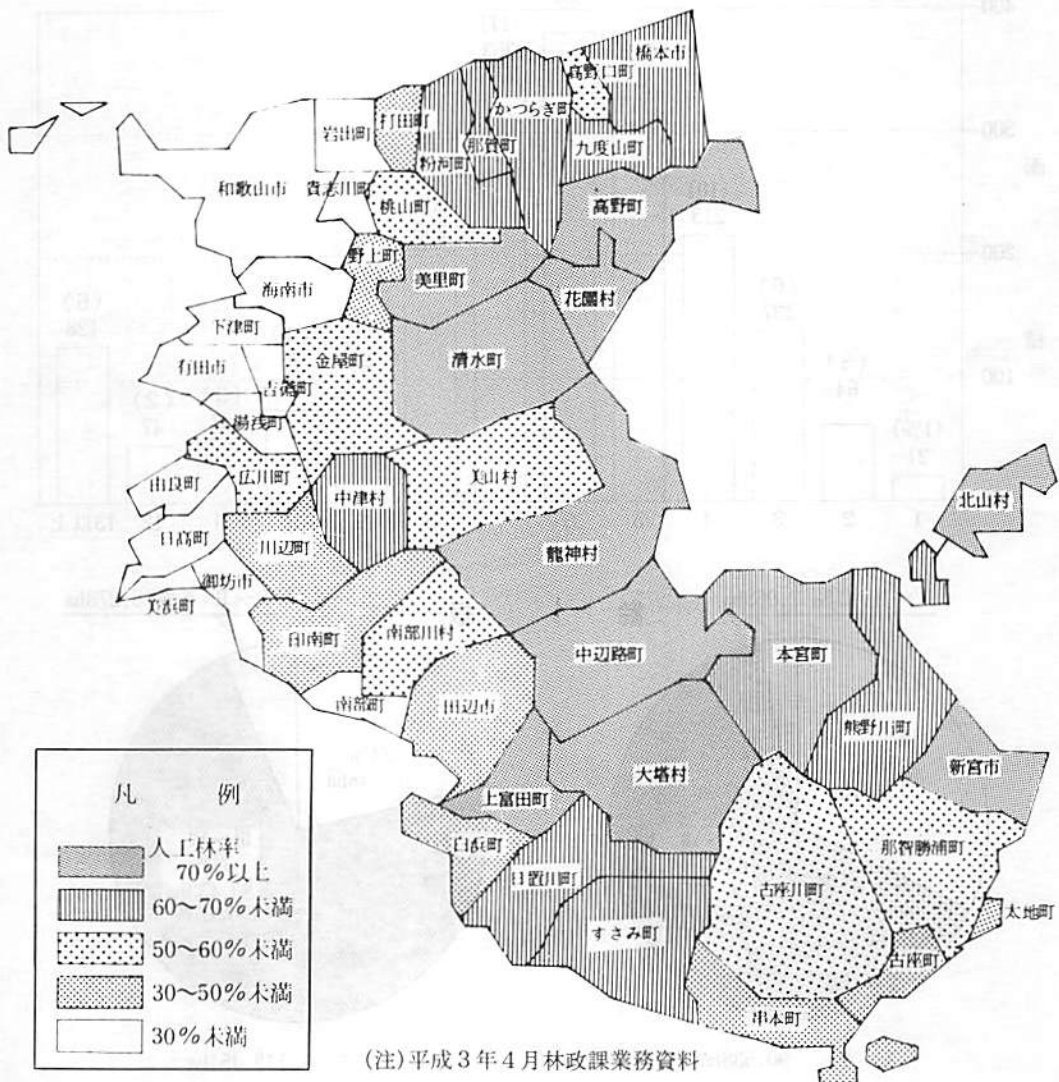 橋本市
高野口町
かつらぎ町
岩出町
打田町
那賀町
粉河町
九度山町
和歌山市
貴志川町
桃山町
高野町
野上町
美里町
海南市
花園村
下津町
有田市
金屋町
清水町
吉備町
湯浅町
広川町
美山村
由良町
中津村
北山村
日高町
川辺町
龍神村
御坊市
美浜町
印南町
南部川村
中辺路町
本宮町
南部町
田辺市
熊野川町
大塔村
新宮市
上富田町
白浜町
那智勝浦町
日置川町
古座川町
太地町
すさみ町
古座町
串本町
凡 例
人工林率
70%以上
60~70%未満
50~60%未満
30~50%未満
30%未満
(注)平成3年4月林政課業務資料